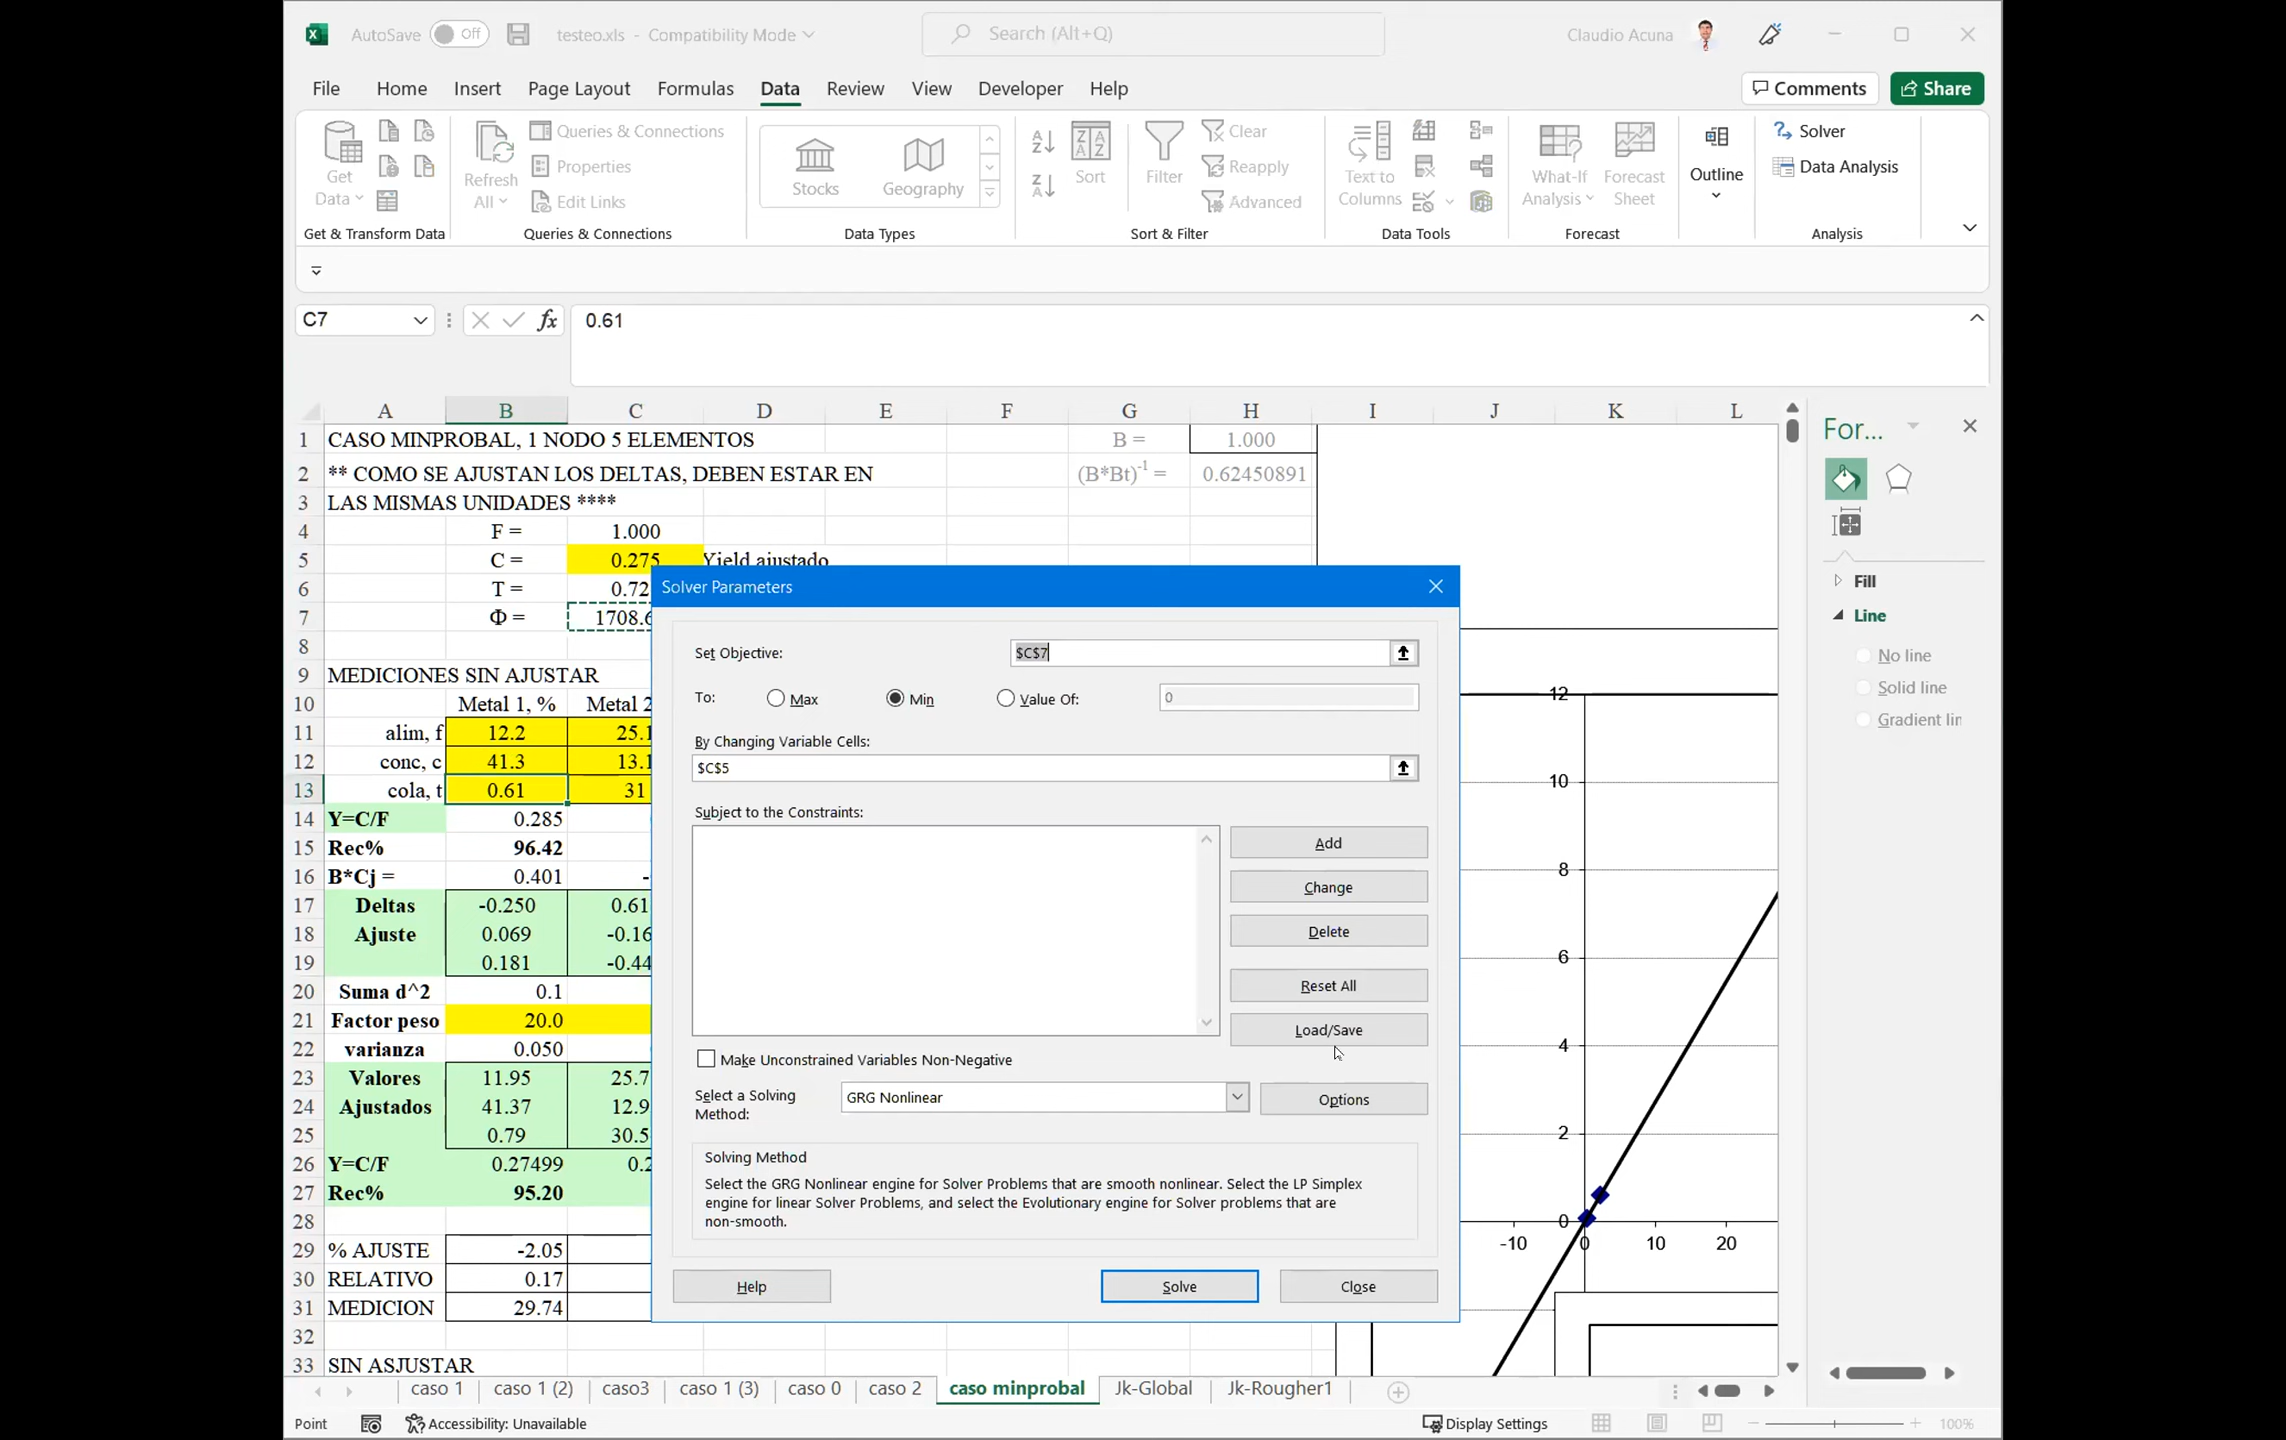 AutoSave Off testeo.xls - Compatibility Mode Search (Alt+Q) Claudio Acuna
File Home Insert Page Layout Formulas Data Review View Developer Help Comments Share
Get Data
Refresh All
Queries & Connections
Properties
Edit Links
Stocks
Geography
Sort
Filter
Clear
Reapply
Advanced
Text to Columns
What-If Analysis
Forecast Sheet
Outline
Solver
Data Analysis
Get & Transform Data Queries & Connections Data Types Sort & Filter Data Tools Forecast Analysis
C7 fx 0.61
A B C D E F G H I J K L
1 CASO MINPROBAL, 1 NODO 5 ELEMENTOS B = 1.000
2 ** COMO SE AJUSTAN LOS DELTAS, DEBEN ESTAR EN (B*Bt)-1 = 0.62450891
3 LAS MISMAS UNIDADES ****
4 F = 1.000
5 C = 0.275 Yield ajustado
6 T = 0.72
7 Φ = 1708.6
8
9 MEDICIONES SIN AJUSTAR
10 Metal 1, % Metal 2
11 alim, f 12.2 25.1
12 conc, c 41.3 13.1
13 cola, t 0.61 31
14 Y=C/F 0.285
15 Rec% 96.42
16 B*Cj = 0.401 -
17 Deltas -0.250 0.61
18 Ajuste 0.069 -0.16
19 0.181 -0.44
20 Suma d^2 0.1
21 Factor peso 20.0
22 varianza 0.050
23 Valores 11.95 25.7
24 Ajustados 41.37 12.9
25 0.79 30.5
26 Y=C/F 0.27499 0.2
27 Rec% 95.20
28
29 % AJUSTE -2.05
30 RELATIVO 0.17
31 MEDICION 29.74
32
33 SIN ASJUSTAR
Solver Parameters
Set Objective: $C$7
To: Max Min Value Of: 0
By Changing Variable Cells:
$C$5
Subject to the Constraints:
Add
Change
Delete
Reset All
Load/Save
Make Unconstrained Variables Non-Negative
Select a Solving Method: GRG Nonlinear Options
Solving Method
Select the GRG Nonlinear engine for Solver Problems that are smooth nonlinear. Select the LP Simplex
engine for linear Solver Problems, and select the Evolutionary engine for Solver problems that are
non-smooth.
Help Solve Close
12
10
8
6
4
2
0
-10 0 10 20
For...
Fill
Line
No line
Solid line
Gradient lin
caso 1 caso 1 (2) caso3 caso 1 (3) caso 0 caso 2 caso minprobal Jk-Global Jk-Rougher1
Point Accessibility: Unavailable Display Settings 100%